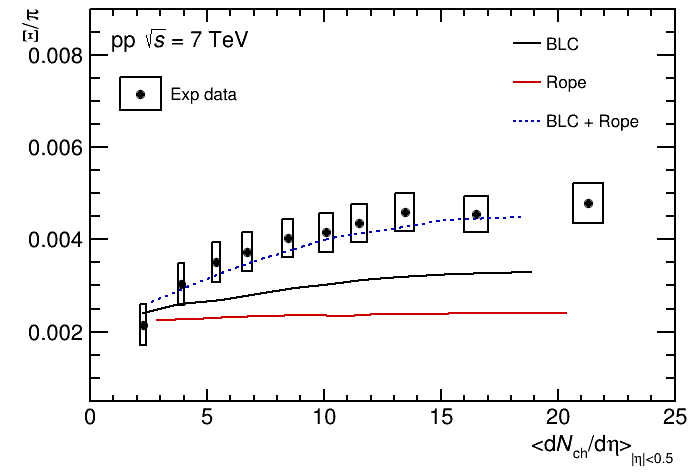 Ξ/π
pp √s = 7 TeV
Exp data
BLC
Rope
BLC + Rope
0.008
0.006
0.004
0.002
0 5 10 15 20 25
<dN_ch/dη>_|η|<0.5